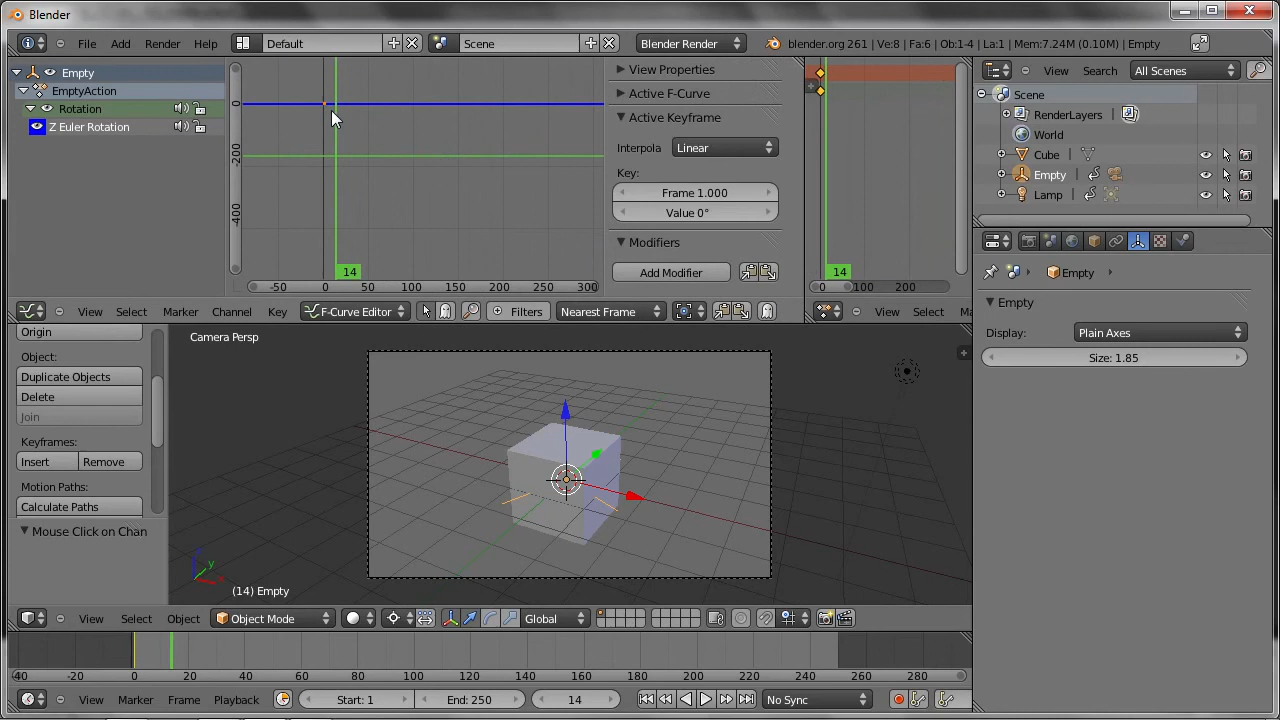 Blender
File Add Render Help Default Scene Blender Render blender.org 261 | Ve:8 | Fa:6 | Ob:1-4 | La:1 | Mem:7.24M (0.10M) | Empty
Empty
EmptyAction
Rotation
Z Euler Rotation
0
-200
-400
14
-50 0 50 100 150 200 250 300
View Properties
Active F-Curve
Active Keyframe
Interpola Linear
Key:
Frame 1.000
Value 0°
Modifiers
Add Modifier
14
0 100 200
View Search All Scenes
Scene
RenderLayers
World
Cube
Empty
Lamp
View Select Marker Channel Key F-Curve Editor Filters Nearest Frame
View Select Ma
Empty
Empty
Display: Plain Axes
Size: 1.85
Origin
Object:
Duplicate Objects
Delete
Join
Keyframes:
Insert Remove
Motion Paths:
Calculate Paths
Mouse Click on Chan
Camera Persp
z
y
x
(14) Empty
View Select Object Object Mode Global
-40 -20 0 20 40 60 80 100 120 140 160 180 200 220 240 260 280
View Marker Frame Playback Start: 1 End: 250 14 No Sync